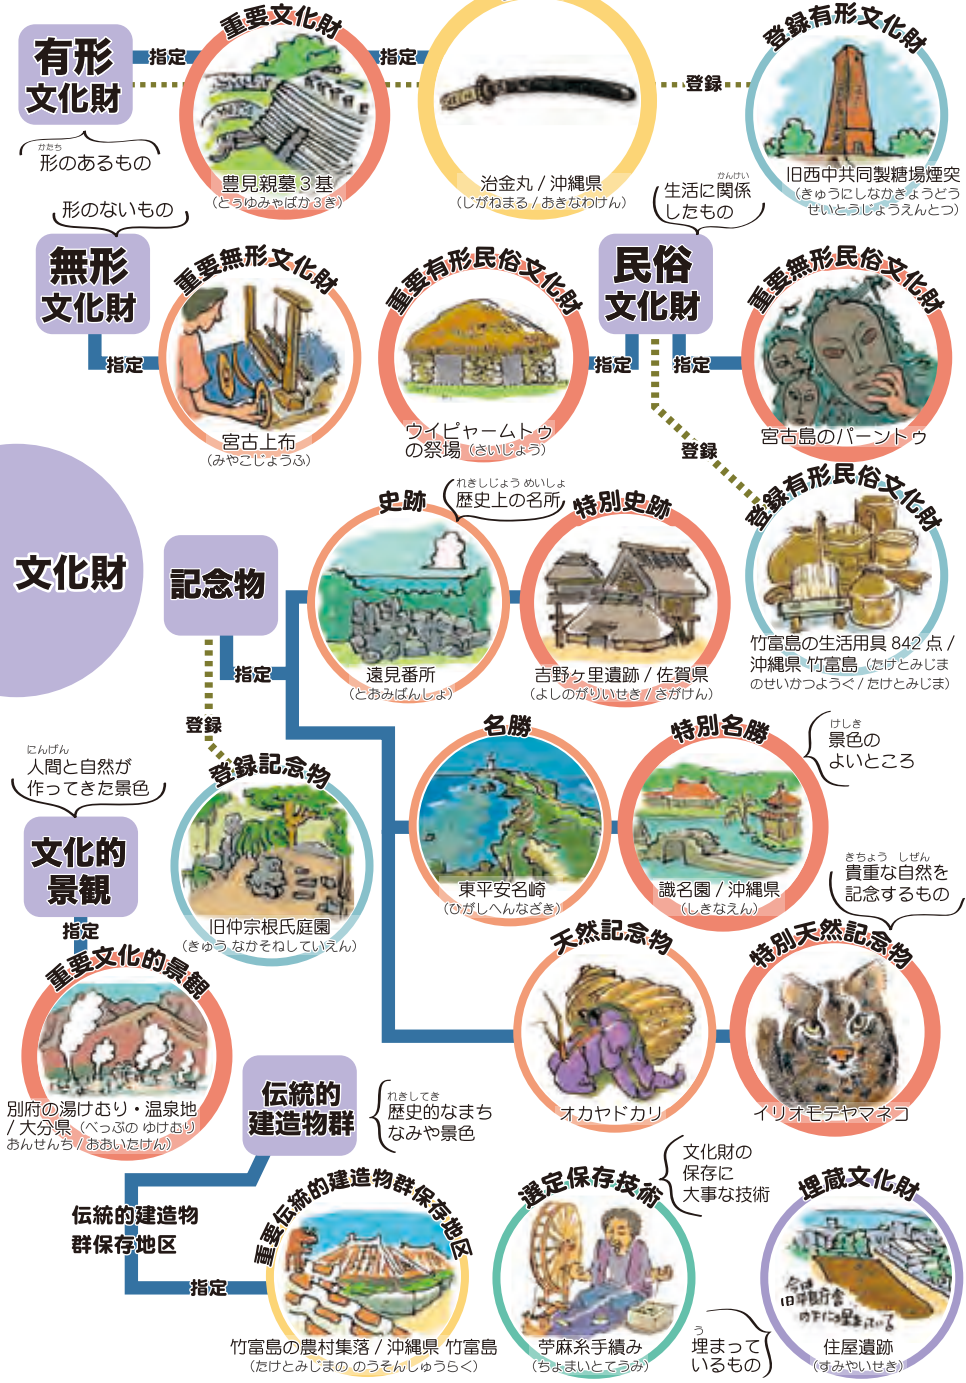 有形
文化財
かたち
形のあるもの
指定
重要文化財
豊見親墓3基
(とぅゆみゃばか3き)
指定
治金丸/沖縄県
(じがねまる/おきなわけん)
登録
登録有形文化財
旧西中共同製糖場煙突
(きゅうにしなかきょうどう
せいとうじょうえんとつ)
形のないもの
無形
文化財
指定
重要無形文化財
宮古上布
(みやこじょうふ)
かんけい
生活に関係
したもの
民俗
文化財
指定
重要有形民俗文化財
ウイピャームトゥ
の祭場(さいじょう)
指定
重要無形民俗文化財
宮古島のパーントゥ
登録
登録有形民俗文化財
竹富島の生活用具842点/
沖縄県 竹富島(たけとみじま
のせいかつようぐ/たけとみじま)
文化財
記念物
指定
登録
史跡
れきしじょう めいしょ
歴史上の名所
遠見番所
(とおみばんしょ)
特別史跡
吉野ヶ里遺跡/佐賀県
(よしのがりいせき/さがけん)
登録記念物
旧仲宗根氏庭園
(きゅう なかそねしていえん)
名勝
東平安名崎
(ひがしへんなざき)
特別名勝
識名園/沖縄県
(しきなえん)
けしき
景色の
よいところ
天然記念物
オカヤドカリ
特別天然記念物
イリオモテヤマネコ
きちょう しぜん
貴重な自然を
記念するもの
にんげん
人間と自然が
作ってきた景色
文化的
景観
指定
重要文化的景観
別府の湯けむり・温泉地
/大分県(べっぷの ゆけむり
おんせんち/おおいたけん)
伝統的
建造物群
れきしてき
歴史的なまち
なみや景色
伝統的建造物
群保存地区
指定
重要伝統的建造物群保存地区
竹富島の農村集落/沖縄県 竹富島
(たけとみじまの のうそんしゅうらく)
選定保存技術
文化財の
保存に
大事な技術
苧麻糸手績み
(ちょまいとてうみ)
埋蔵文化財
今は
旧平良庁舎
の下に埋まっている
う
埋まって
いるもの
住屋遺跡
(すみやいせき)